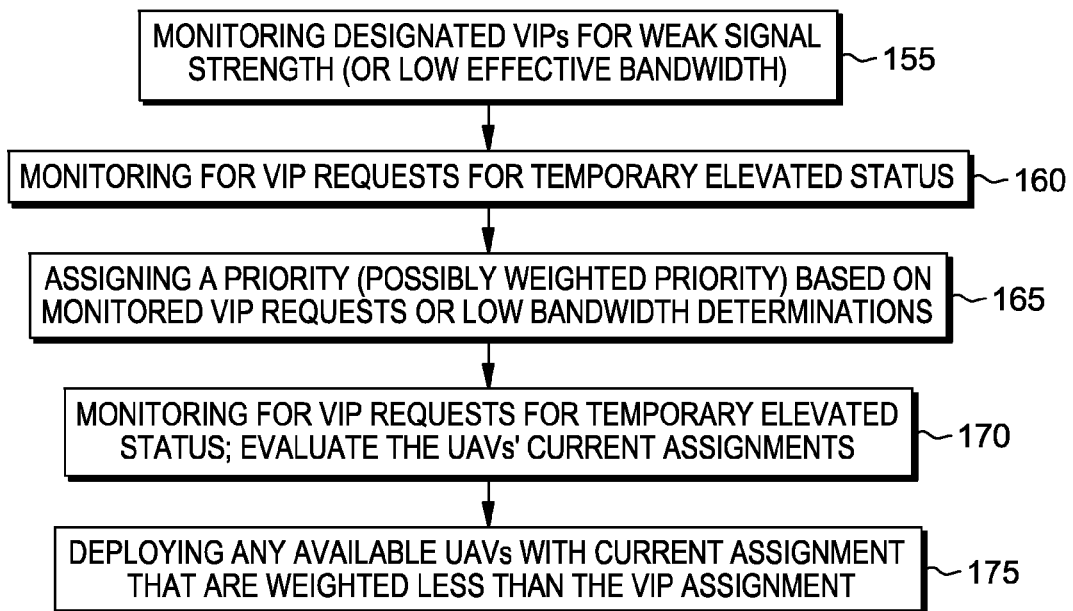 MONITORING DESIGNATED VIPs FOR WEAK SIGNAL
STRENGTH (OR LOW EFFECTIVE BANDWIDTH)
155
MONITORING FOR VIP REQUESTS FOR TEMPORARY ELEVATED STATUS
160
ASSIGNING A PRIORITY (POSSIBLY WEIGHTED PRIORITY) BASED ON
MONITORED VIP REQUESTS OR LOW BANDWIDTH DETERMINATIONS
165
MONITORING FOR VIP REQUESTS FOR TEMPORARY ELEVATED
STATUS; EVALUATE THE UAVs' CURRENT ASSIGNMENTS
170
DEPLOYING ANY AVAILABLE UAVs WITH CURRENT ASSIGNMENT
THAT ARE WEIGHTED LESS THAN THE VIP ASSIGNMENT
175